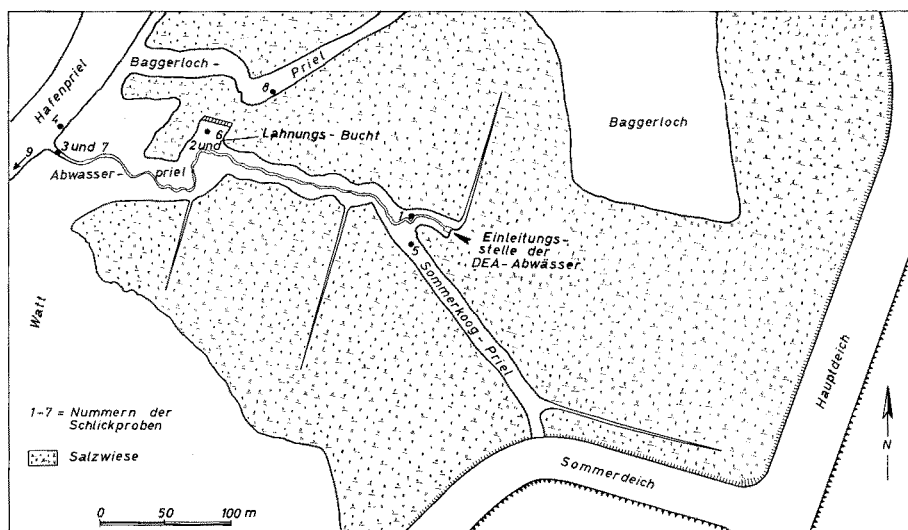 Baggerloch -
Priel
8
Hafenpriel
4
6
Lahnungs-Bucht
2 und
3 und 7
9
Abwasser - priel
Baggerloch
1
Einleitungs-
stelle der
DEA-Abwässer
5
Sommerkoog - Priel
Watt
Hauptdeich
1-7 = Nummern der
Schlickproben
Salzwiese
N
Sommerdeich
0 50 100 m